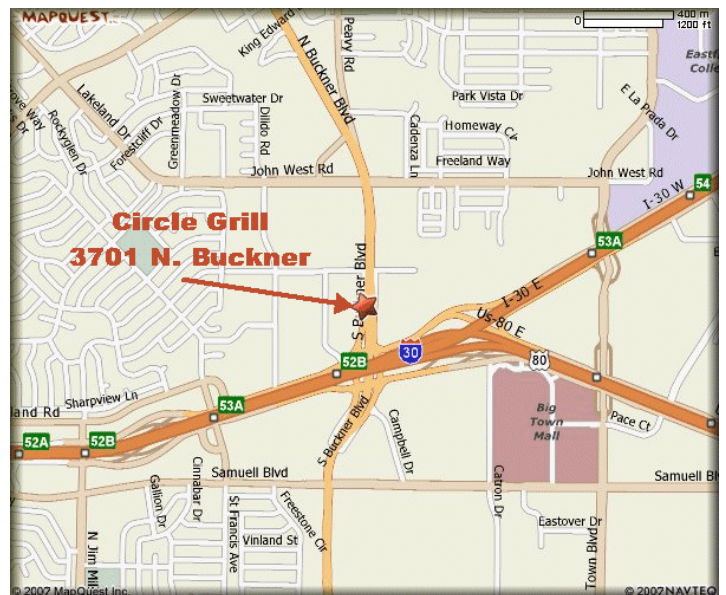 MAPQUEST
0 400 m
1200 ft
King Edward
N Buckner Blvd
Peavy Rd
Lakeland Dr
Rockyglen Dr
Forestcliff Dr
Greenmeadow Dr
Sweetwater Dr
Dilido Rd
Park Vista Dr
Homeway
Cadenza Ln
Freeland Way
E La Prada Dr
John West Rd
John West Rd
54
I-30 W
Circle Grill
3701 N. Buckner
53A
I-30 E
Us-80 E
52B
30
80
Sharpview Ln
53A
land Rd
52A
52B
S Buckner Blvd
Campbell Dr
Big
Town
Mall
Pace Ct
Samuell Blvd
Cinnabar Dr
Gallion Dr
St Francis Ave
Freestone Cir
Vinland St
Catron Dr
Eastover Dr
Town Blvd
N Jim
© 2007 MapQuest Inc.
© 2007 NAVTEQ